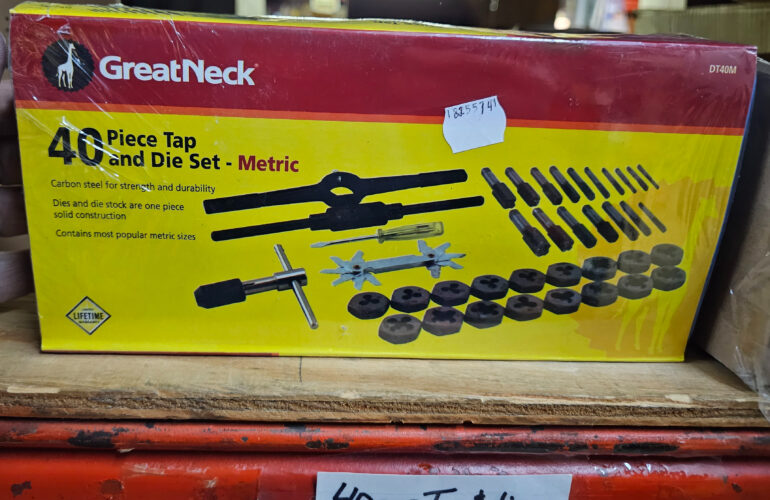 GreatNeck
DT40M
40 Piece Tap
and Die Set - Metric
Carbon steel for strength and durability
Dies and die stock are one piece
solid construction
Contains most popular metric sizes
LIFETIME
WARRANTY